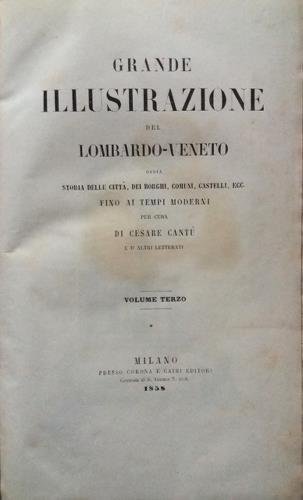 GRANDE
ILLUSTRAZIONE
DEL
LOMBARDO-VENETO
OSSIA
STORIA DELLE CITTÀ, DEI BORGHI, COMUNI, CASTELLI, ECC.
FINO AI TEMPI MODERNI
PER CURA
DI CESARE CANTÙ
E D'ALTRI LETTERATI
VOLUME TERZO
MILANO
PRESSO CORONA E CAIMI EDITORI
1858